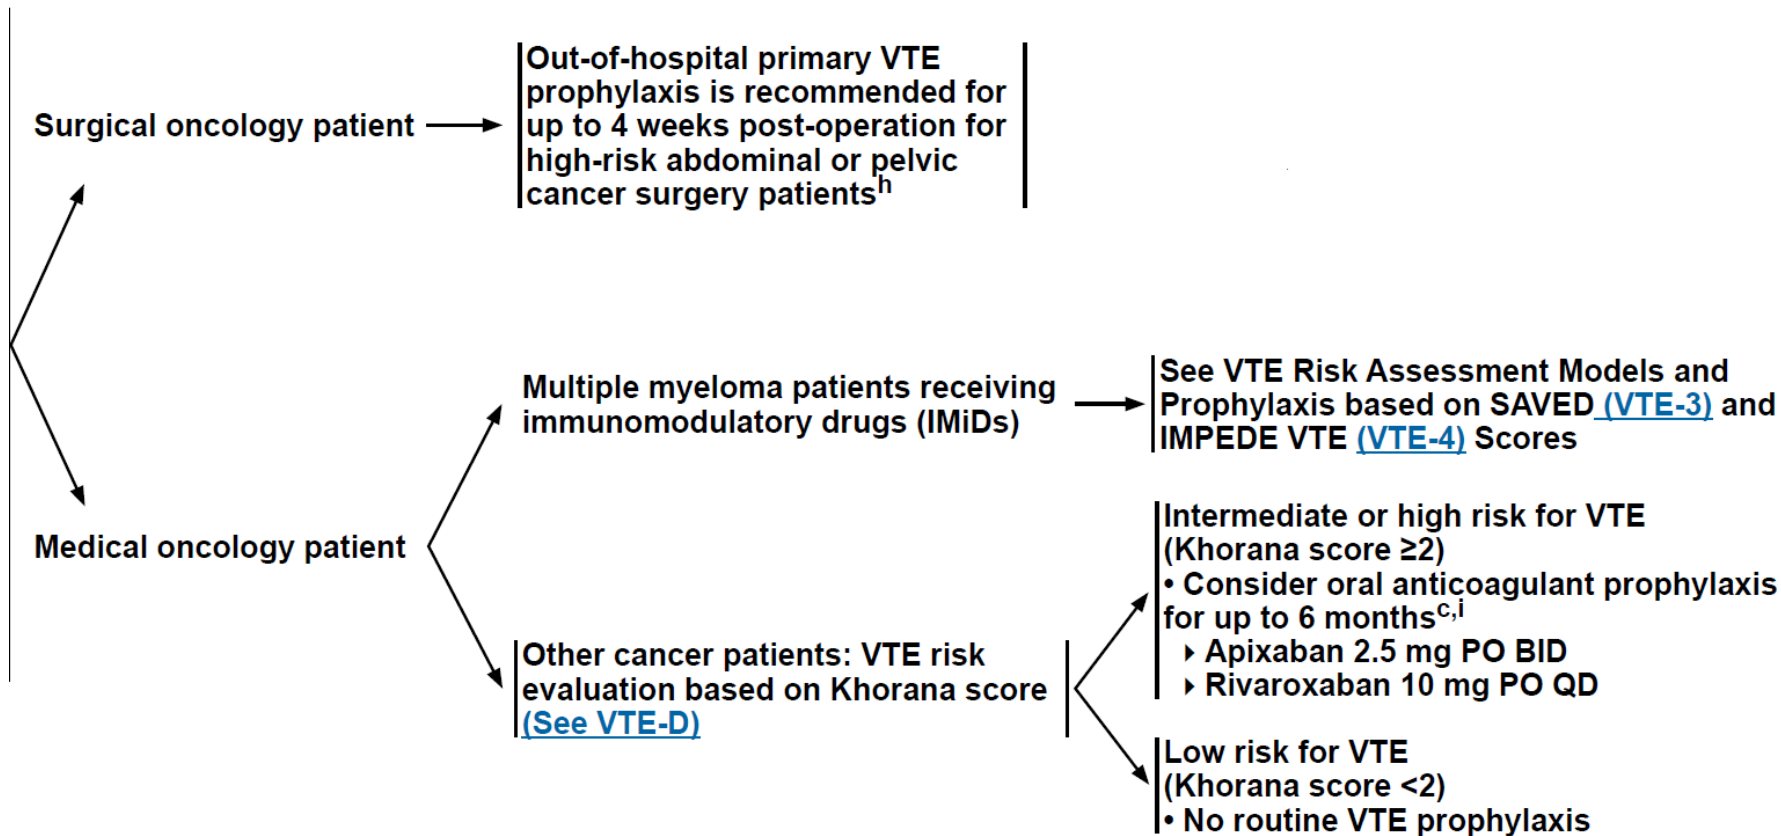 Surgical oncology patient
Out-of-hospital primary VTE
prophylaxis is recommended for
up to 4 weeks post-operation for
high-risk abdominal or pelvic
cancer surgery patientsʰ
Medical oncology patient
Multiple myeloma patients receiving
immunomodulatory drugs (IMiDs)
See VTE Risk Assessment Models and
Prophylaxis based on SAVED (VTE-3) and
IMPEDE VTE (VTE-4) Scores
Other cancer patients: VTE risk
evaluation based on Khorana score
(See VTE-D)
Intermediate or high risk for VTE
(Khorana score ≥2)
• Consider oral anticoagulant prophylaxis
for up to 6 monthsᶜ,ⁱ
‣ Apixaban 2.5 mg PO BID
‣ Rivaroxaban 10 mg PO QD
Low risk for VTE
(Khorana score <2)
• No routine VTE prophylaxis